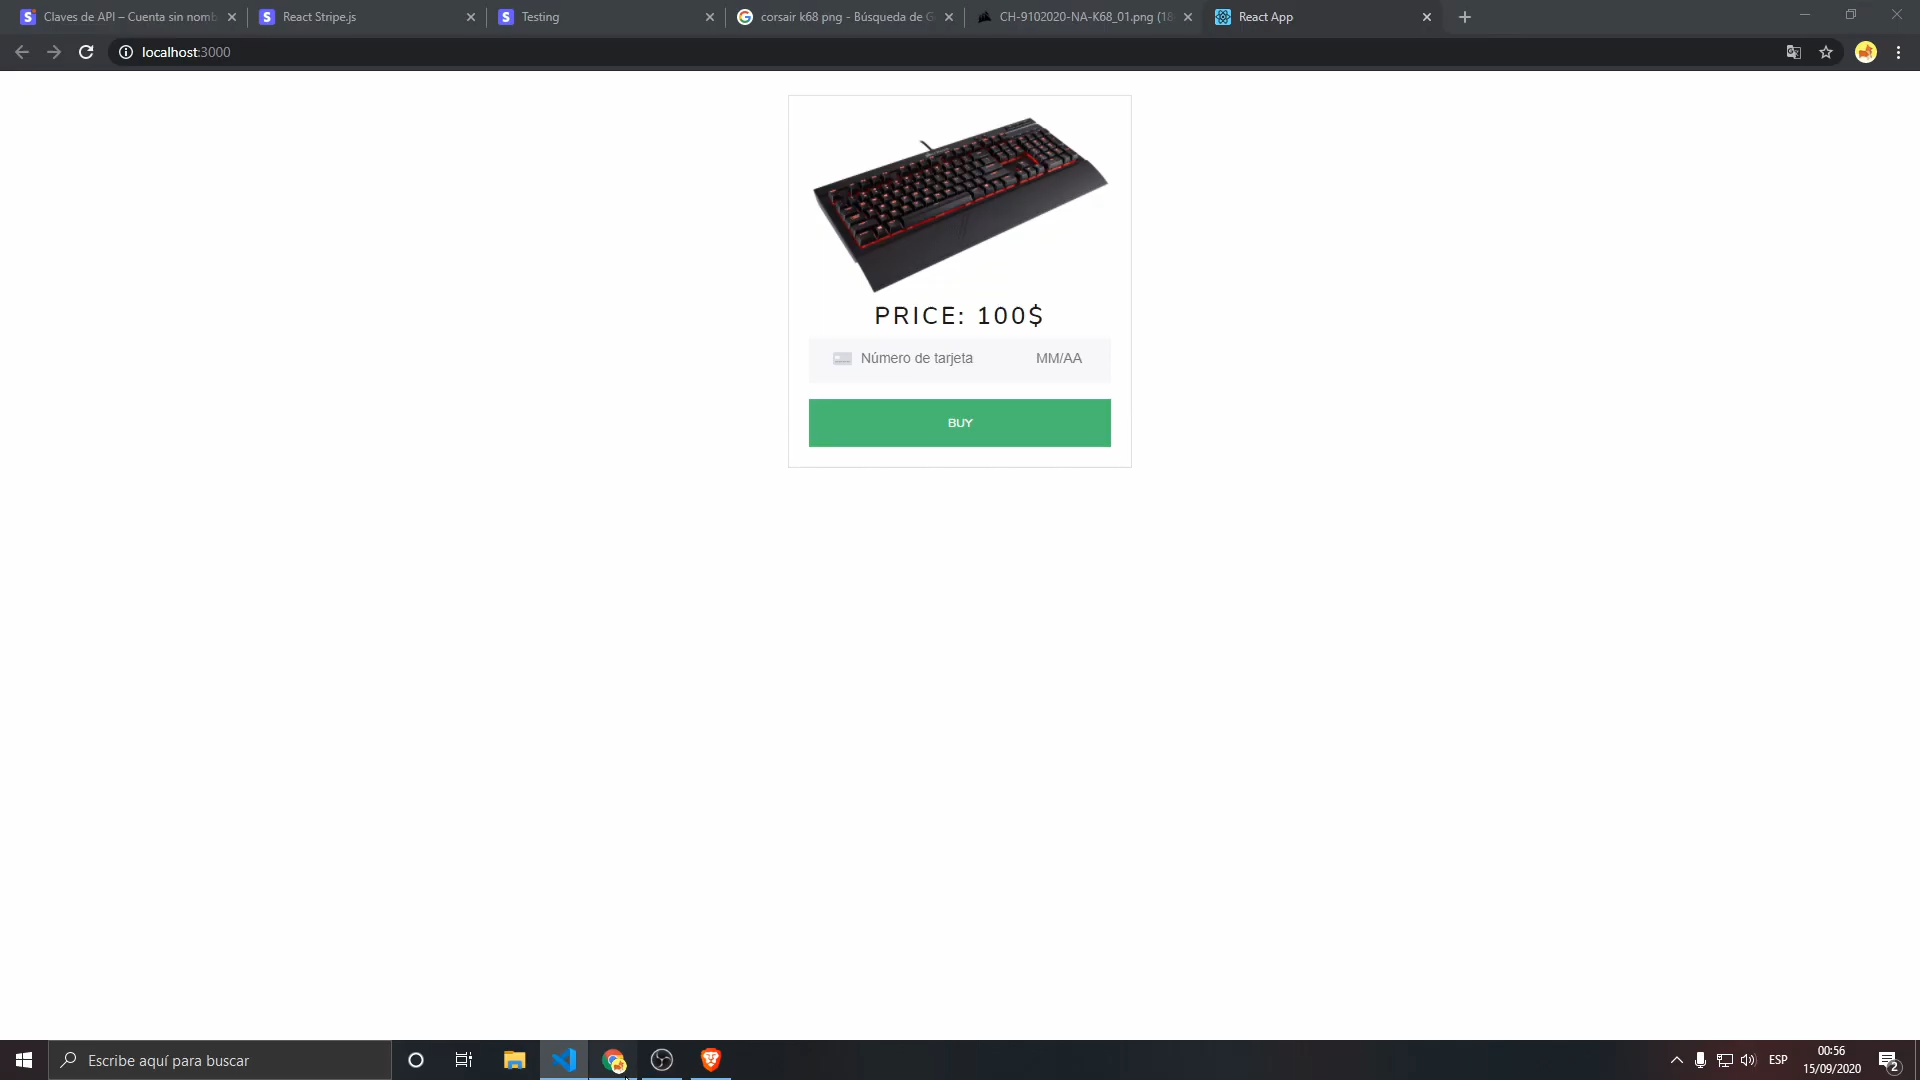 Claves de API – Cuenta sin nomb
React Stripe.js
Testing
corsair k68 png - Búsqueda de G
CH-9102020-NA-K68_01.png (18
React App
localhost:3000
PRICE: 100$
Número de tarjeta
MM/AA
BUY
Escribe aquí para buscar
ESP
00:56
15/09/2020
2